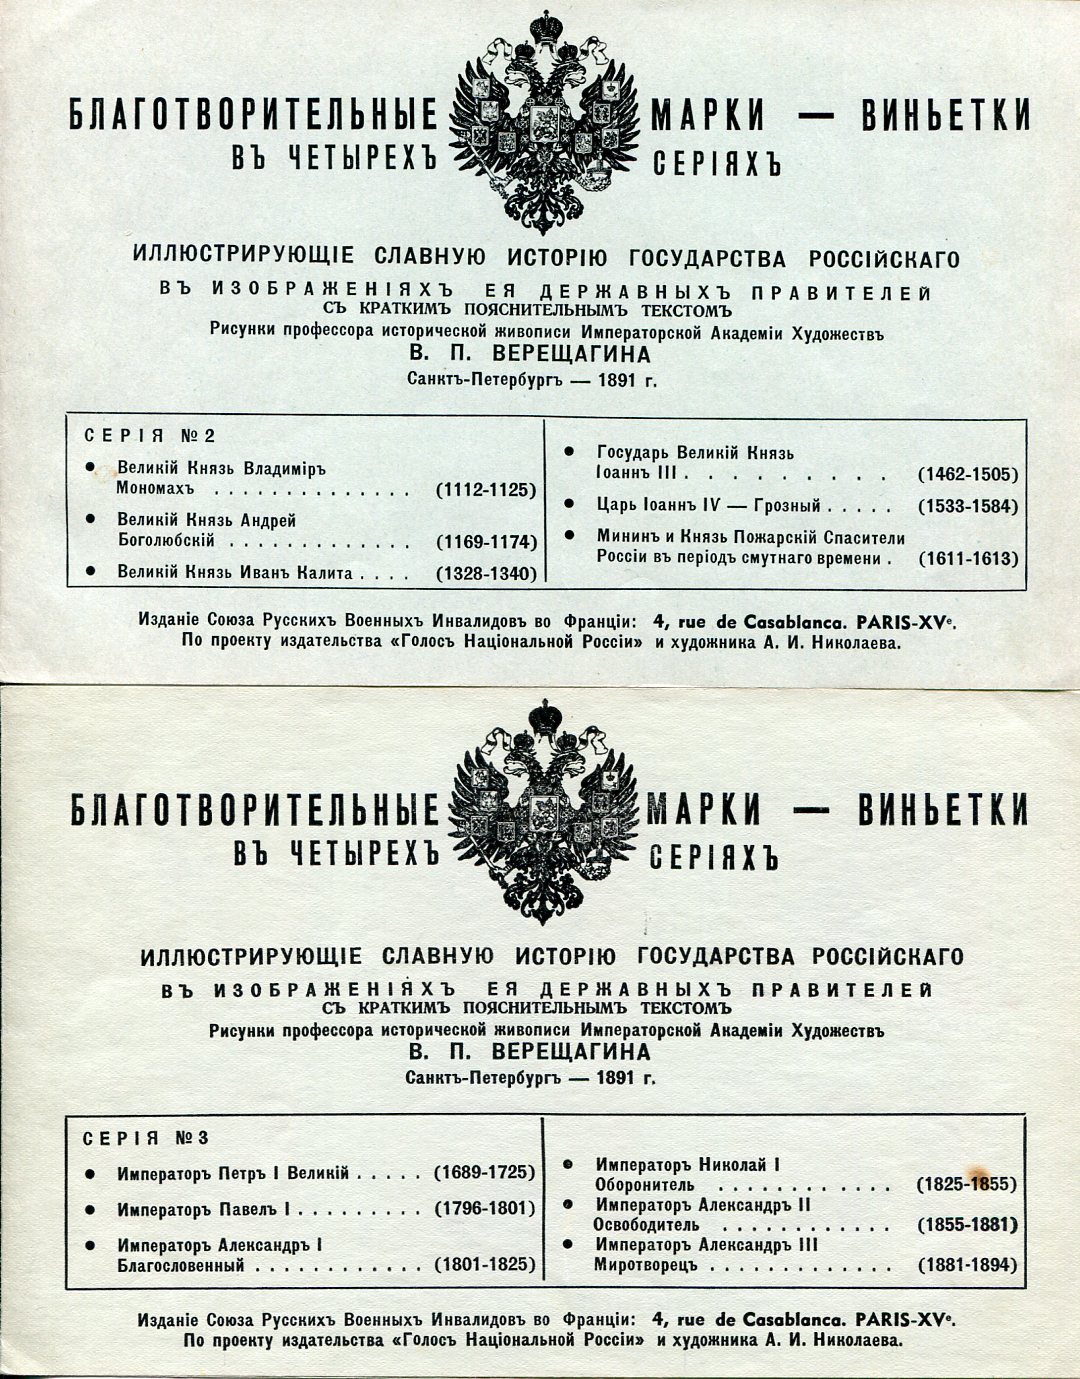 БЛАГОТВОРИТЕЛЬНЫЕ МАРКИ — ВИНЬЕТКИ
ВЪ ЧЕТЫРЕХЪ СЕРІЯХЪ
ИЛЛЮСТРИРУЮЩІЕ СЛАВНУЮ ИСТОРІЮ ГОСУДАРСТВА РОССІЙСКАГО
ВЪ ИЗОБРАЖЕНІЯХЪ ЕЯ ДЕРЖАВНЫХЪ ПРАВИТЕЛЕЙ
СЪ КРАТКИМЪ ПОЯСНИТЕЛЬНЫМЪ ТЕКСТОМЪ
Рисунки профессора исторической живописи Императорской Академіи Художествъ
В. П. ВЕРЕЩАГИНА
Санктъ-Петербургъ — 1891 г.
СЕРІЯ №2
● Великій Князь Владиміръ
Мономахъ . . . . . . . . . . . . . . (1112-1125)
● Великій Князь Андрей
Боголюбскій . . . . . . . . . . . . . (1169-1174)
● Великій Князь Иванъ Калита . . . . (1328-1340)
● Государь Великій Князь
Іоаннъ III . . . . . . . . . (1462-1505)
● Царь Іоаннъ IV — Грозный . . . . . (1533-1584)
● Мининъ и Князь Пожарскій Спасители
Россіи въ періодъ смутнаго времени . (1611-1613)
Изданіе Союза Русскихъ Военныхъ Инвалидовъ во Франціи: 4, rue de Casablanca. PARIS-XVe.
По проекту издательства «Голосъ Національной Россіи» и художника А. И. Николаева.
БЛАГОТВОРИТЕЛЬНЫЕ МАРКИ — ВИНЬЕТКИ
ВЪ ЧЕТЫРЕХЪ СЕРІЯХЪ
ИЛЛЮСТРИРУЮЩІЕ СЛАВНУЮ ИСТОРІЮ ГОСУДАРСТВА РОССІЙСКАГО
ВЪ ИЗОБРАЖЕНІЯХЪ ЕЯ ДЕРЖАВНЫХЪ ПРАВИТЕЛЕЙ
СЪ КРАТКИМЪ ПОЯСНИТЕЛЬНЫМЪ ТЕКСТОМЪ
Рисунки профессора исторической живописи Императорской Академіи Художествъ
В. П. ВЕРЕЩАГИНА
Санктъ-Петербургъ — 1891 г.
СЕРІЯ №3
● Императоръ Петръ I Великій . . . . . (1689-1725)
● Императоръ Павелъ I . . . . . . . . . (1796-1801)
● Императоръ Александръ I
Благословенный . . . . . . . . . . . . (1801-1825)
● Императоръ Николай I
Оборонитель . . . . . . . . . . . . (1825-1855)
● Императоръ Александръ II
Освободитель . . . . . . . . . . . . (1855-1881)
● Императоръ Александръ III
Миротворецъ . . . . . . . . . . . . . (1881-1894)
Изданіе Союза Русскихъ Военныхъ Инвалидовъ во Франціи: 4, rue de Casablanca. PARIS-XVe.
По проекту издательства «Голосъ Національной Россіи» и художника А. И. Николаева.